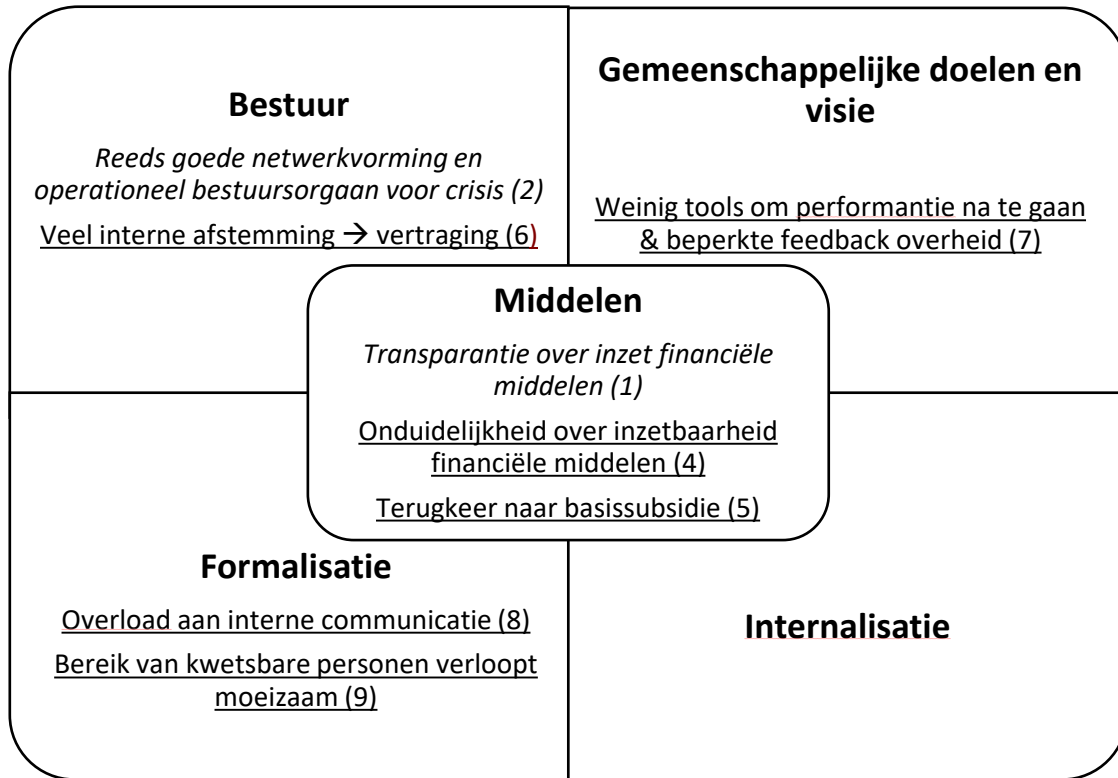 Bestuur
Reeds goede netwerkvorming en
operationeel bestuursorgaan voor crisis (2)
Veel interne afstemming → vertraging (6)
Gemeenschappelijke doelen en
visie
Weinig tools om performantie na te gaan
& beperkte feedback overheid (7)
Middelen
Transparantie over inzet financiële
middelen (1)
Onduidelijkheid over inzetbaarheid
financiële middelen (4)
Terugkeer naar basissubsidie (5)
Formalisatie
Overload aan interne communicatie (8)
Bereik van kwetsbare personen verloopt
moeizaam (9)
Internalisatie